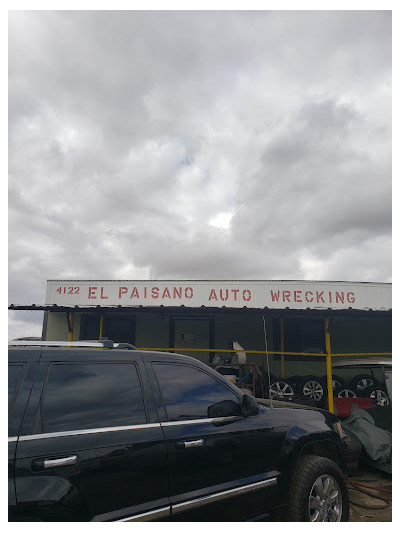 4122 EL PAISANO AUTO WRECKING